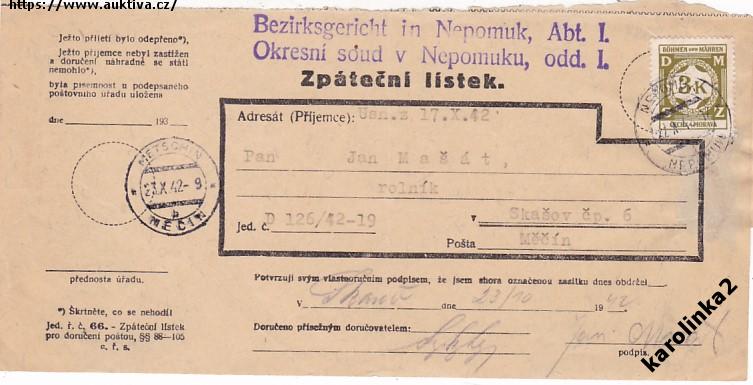 https://www.auktiva.cz/
Bezirksgericht in Nepomuk, Abt. I.
Okresní soud v Nepomuku, odd. I.
Zpáteční lístek.
Ježto přijetí bylo odepřeno*),
Ježto příjemce nebyl zastižen
a doručení náhradně se státi
nemohlo*),
byla písemnost u podepsaného
poštovního úřadu uložena
dne 193
přednosta úřadu.
*) Škrtněte, co se nehodí
Jed. ř. č. 66. - Zpáteční lístek
pro doručení poštou, §§ 88—105
c. ř. s.
METSCHIN
23.X.42-9
b
MĚČÍN
Adresát (Příjemce): Usn. z 17.X.42
Pan Jan Mašát,
rolník
Jed. č. D 126/42-19 v Skašov čp. 6
Pošta Měčín
BÖHMEN UND MÄHREN
D M
3 K
Z
ČECHY A MORAVA
NEPOMUK
Potvrzuji svým vlastnoručním podpisem, že jsem shora označenou zásilku dnes obdržel
V dne 23/10 1942
Doručeno přísežným doručovatelem:
podpis.
karolinka2